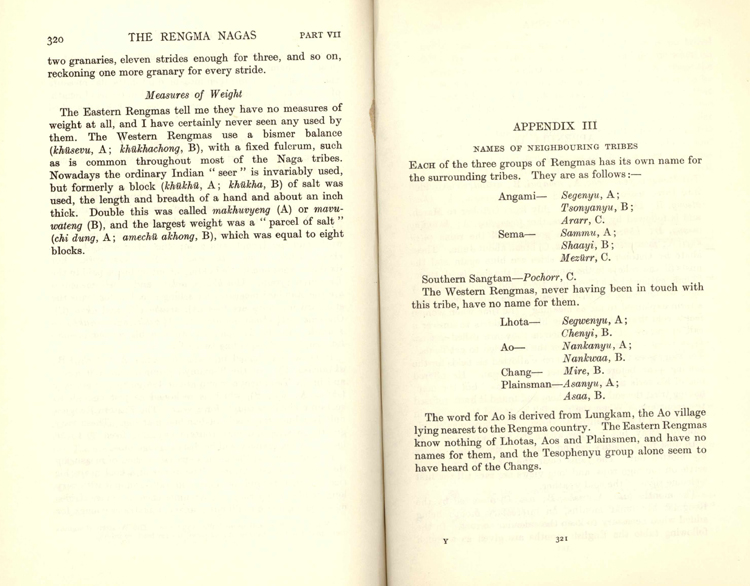 320 THE RENGMA NAGAS PART VII
two granaries, eleven strides enough for three, and so on,
reckoning one more granary for every stride.
Measures of Weight
The Eastern Rengmas tell me they have no measures of
weight at all, and I have certainly never seen any used by
them. The Western Rengmas use a bismer balance
(khüsevu, A; khükhachong, B), with a fixed fulcrum, such
as is common throughout most of the Naga tribes.
Nowadays the ordinary Indian "seer" is invariably used,
but formerly a block (khükhü, A; khükha, B) of salt was
used, the length and breadth of a hand and about an inch
thick. Double this was called makhuvyeng (A) or mavu-
wateng (B), and the largest weight was a "parcel of salt"
(chi dung, A; amechü akhong, B), which was equal to eight
blocks.
APPENDIX III
NAMES OF NEIGHBOURING TRIBES
EACH of the three groups of Rengmas has its own name for
the surrounding tribes. They are as follows:—
Angami— Segenyu, A;
Tsonyanyu, B;
Ararr, C.
Sema— Sammu, A;
Shaayi, B;
Mezürr, C.
Southern Sangtam—Pochorr, C.
The Western Rengmas, never having been in touch with
this tribe, have no name for them.
Lhota— Segwenyu, A;
Chenyi, B.
Ao— Nankanyu, A;
Nankwaa, B.
Chang— Mire, B.
Plainsman—Asanyu, A;
Asaa, B.
The word for Ao is derived from Lungkam, the Ao village
lying nearest to the Rengma country. The Eastern Rengmas
know nothing of Lhotas, Aos and Plainsmen, and have no
names for them, and the Tesophenyu group alone seem to
have heard of the Changs.
Y 321